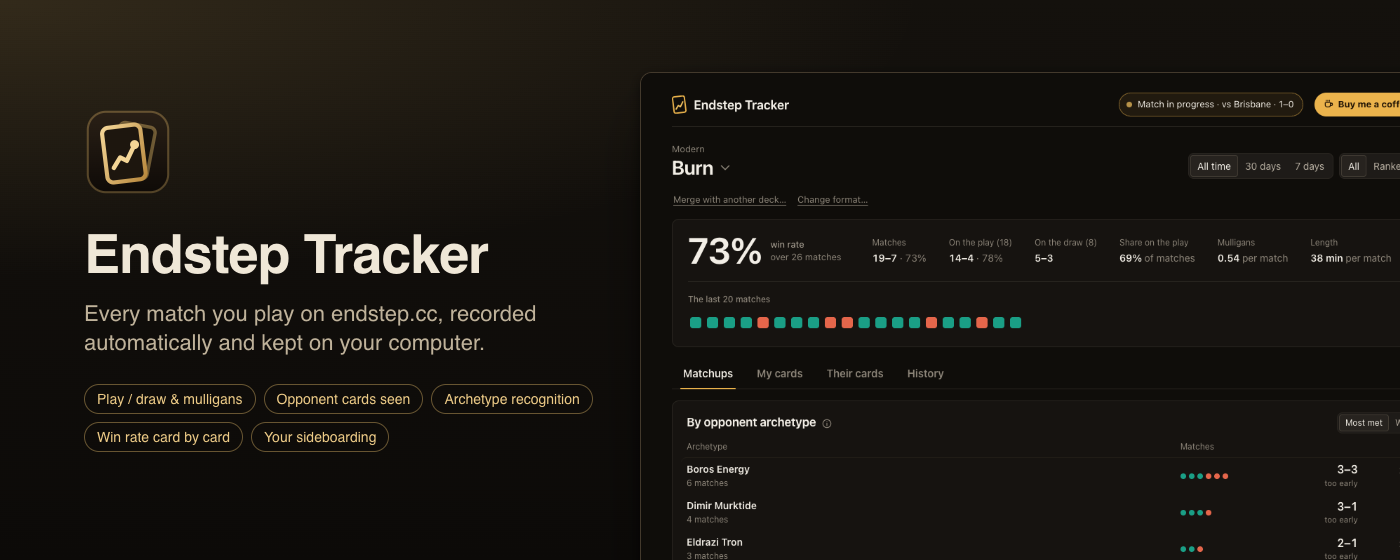 Endstep Tracker
Every match you play on endstep.cc, recorded
automatically and kept on your computer.
Play / draw & mulligans
Opponent cards seen
Archetype recognition
Win rate card by card
Your sideboarding
Endstep Tracker
Match in progress · vs Brisbane · 1–0
Buy me a coff
Modern
Burn
All time
30 days
7 days
All
Ranke
Merge with another deck...
Change format...
73%
win rate
over 26 matches
Matches
19–7 · 73%
On the play (18)
14–4 · 78%
On the draw (8)
5–3
Share on the play
69% of matches
Mulligans
0.54 per match
Length
38 min per match
The last 20 matches
Matchups
My cards
Their cards
History
By opponent archetype
Most met
W
Archetype
Matches
Boros Energy
6 matches
3–3
too early
Dimir Murktide
4 matches
3–1
too early
Eldrazi Tron
3 matches
2–1
too early